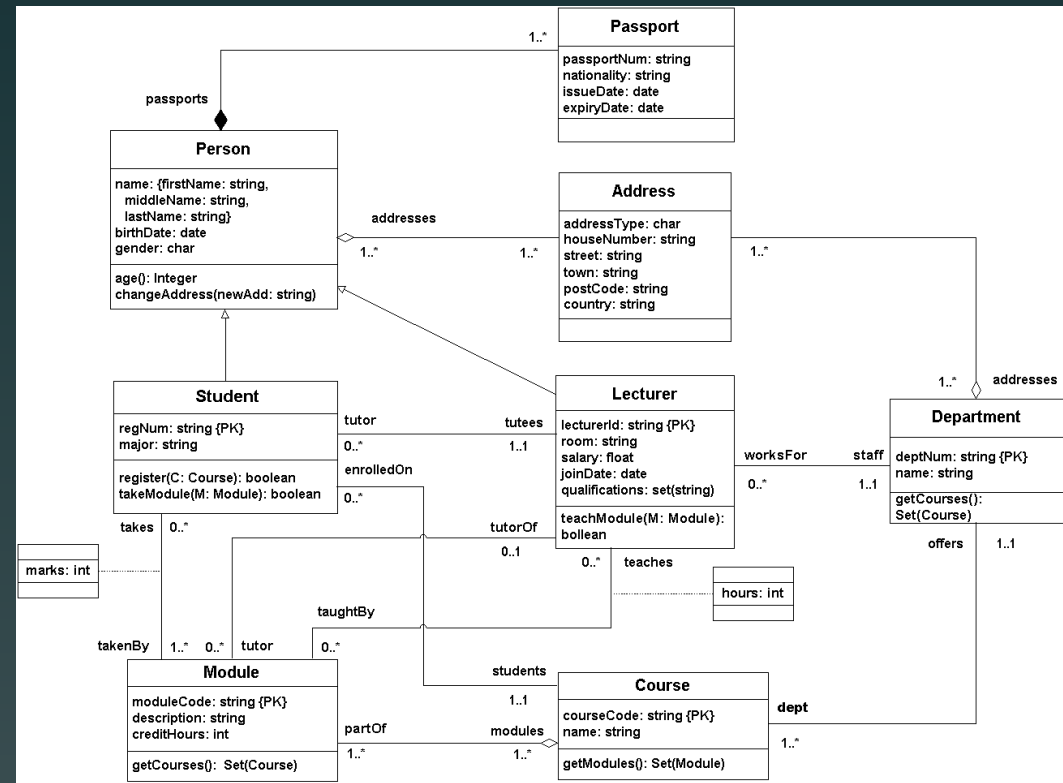 Passport
1..*
passportNum: string
nationality: string
issueDate: date
expiryDate: date
passports
Person
name: {firstName: string,
middleName: string,
lastName: string}
birthDate: date
gender: char
age(): Integer
changeAddress(newAdd: string)
addresses
1..*
1..*
Address
addressType: char
houseNumber: string
street: string
town: string
postCode: string
country: string
1..*
1..*
addresses
Student
regNum: string {PK}
major: string
register(C: Course): boolean
takeModule(M: Module): boolean
tutor
tutees
0..*
1..1
enrolledOn
0..*
Lecturer
lecturerId: string {PK}
room: string
salary: float
joinDate: date
qualifications: set(string)
teachModule(M: Module):
bollean
worksFor
staff
0..*
1..1
Department
deptNum: string {PK}
name: string
getCourses():
Set(Course)
takes
0..*
tutorOf
0..1
0..*
teaches
offers
1..1
marks: int
hours: int
taughtBy
takenBy
1..*
0..*
tutor
0..*
Module
moduleCode: string {PK}
description: string
creditHours: int
getCourses(): Set(Course)
students
1..1
partOf
modules
1..*
1..*
Course
courseCode: string {PK}
name: string
getModules(): Set(Module)
dept
1..*